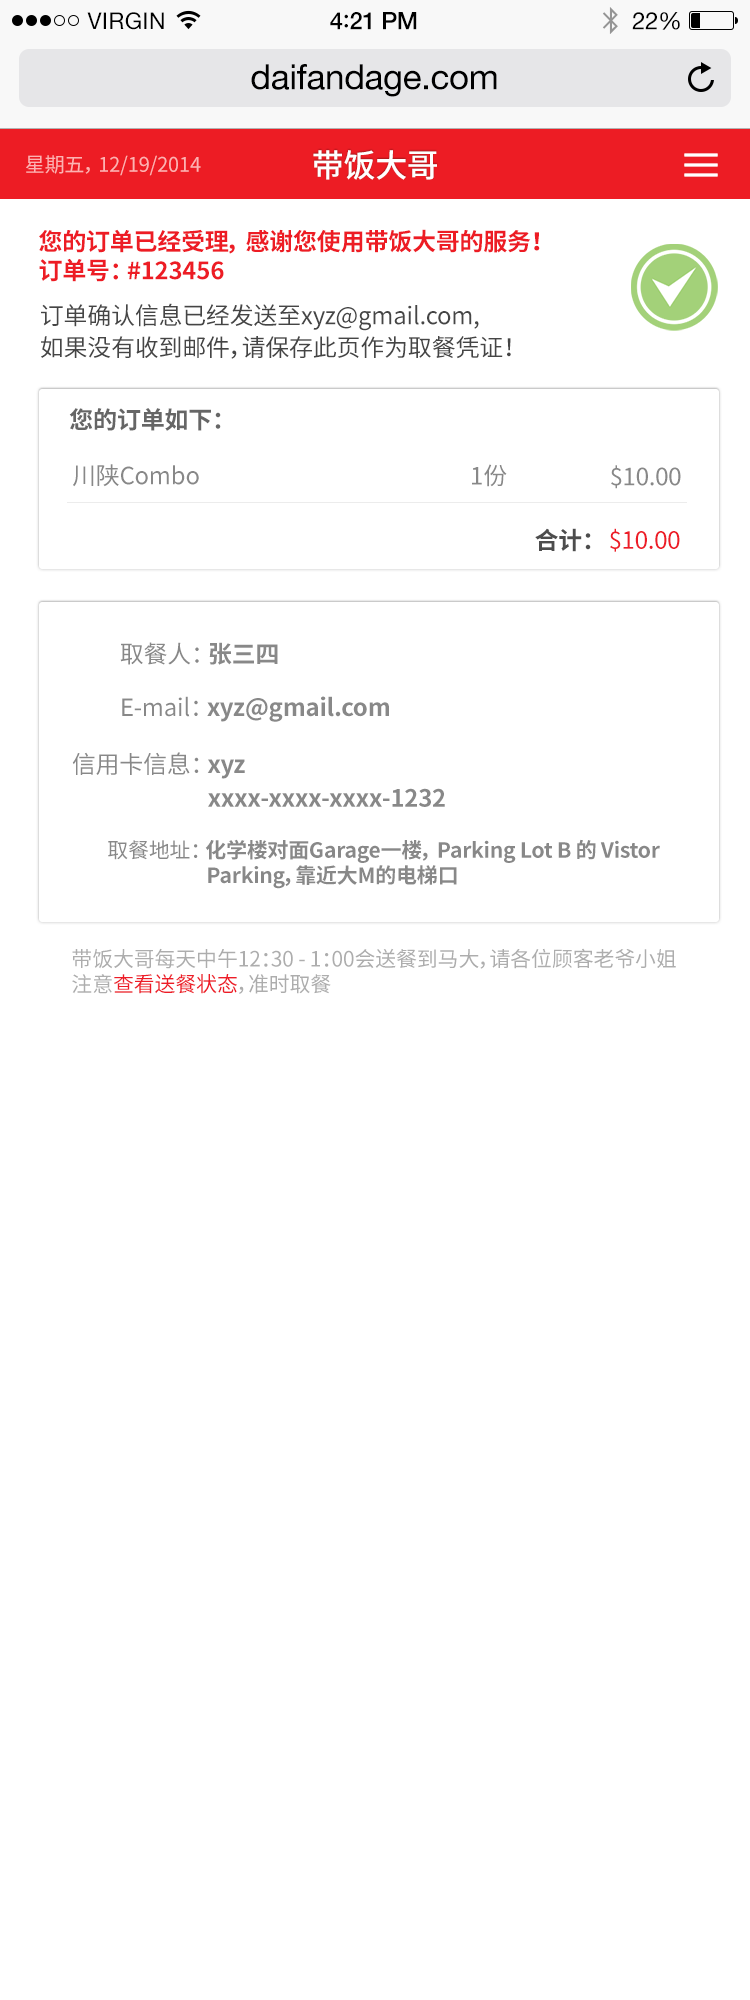 VIRGIN 4:21 PM 22%
daifandage.com
星期五，12/19/2014 带饭大哥
您的订单已经受理，感谢您使用带饭大哥的服务！
订单号：#123456
订单确认信息已经发送至xyz@gmail.com,
如果没有收到邮件，请保存此页作为取餐凭证！
您的订单如下：
川陕Combo 1份 $10.00
合计： $10.00
取餐人：张三四
E-mail：xyz@gmail.com
信用卡信息：xyz
xxxx-xxxx-xxxx-1232
取餐地址：化学楼对面Garage一楼，Parking Lot B 的 Vistor
Parking，靠近大M的电梯口
带饭大哥每天中午12：30 - 1：00会送餐到马大，请各位顾客老爷小姐
注意查看送餐状态，准时取餐